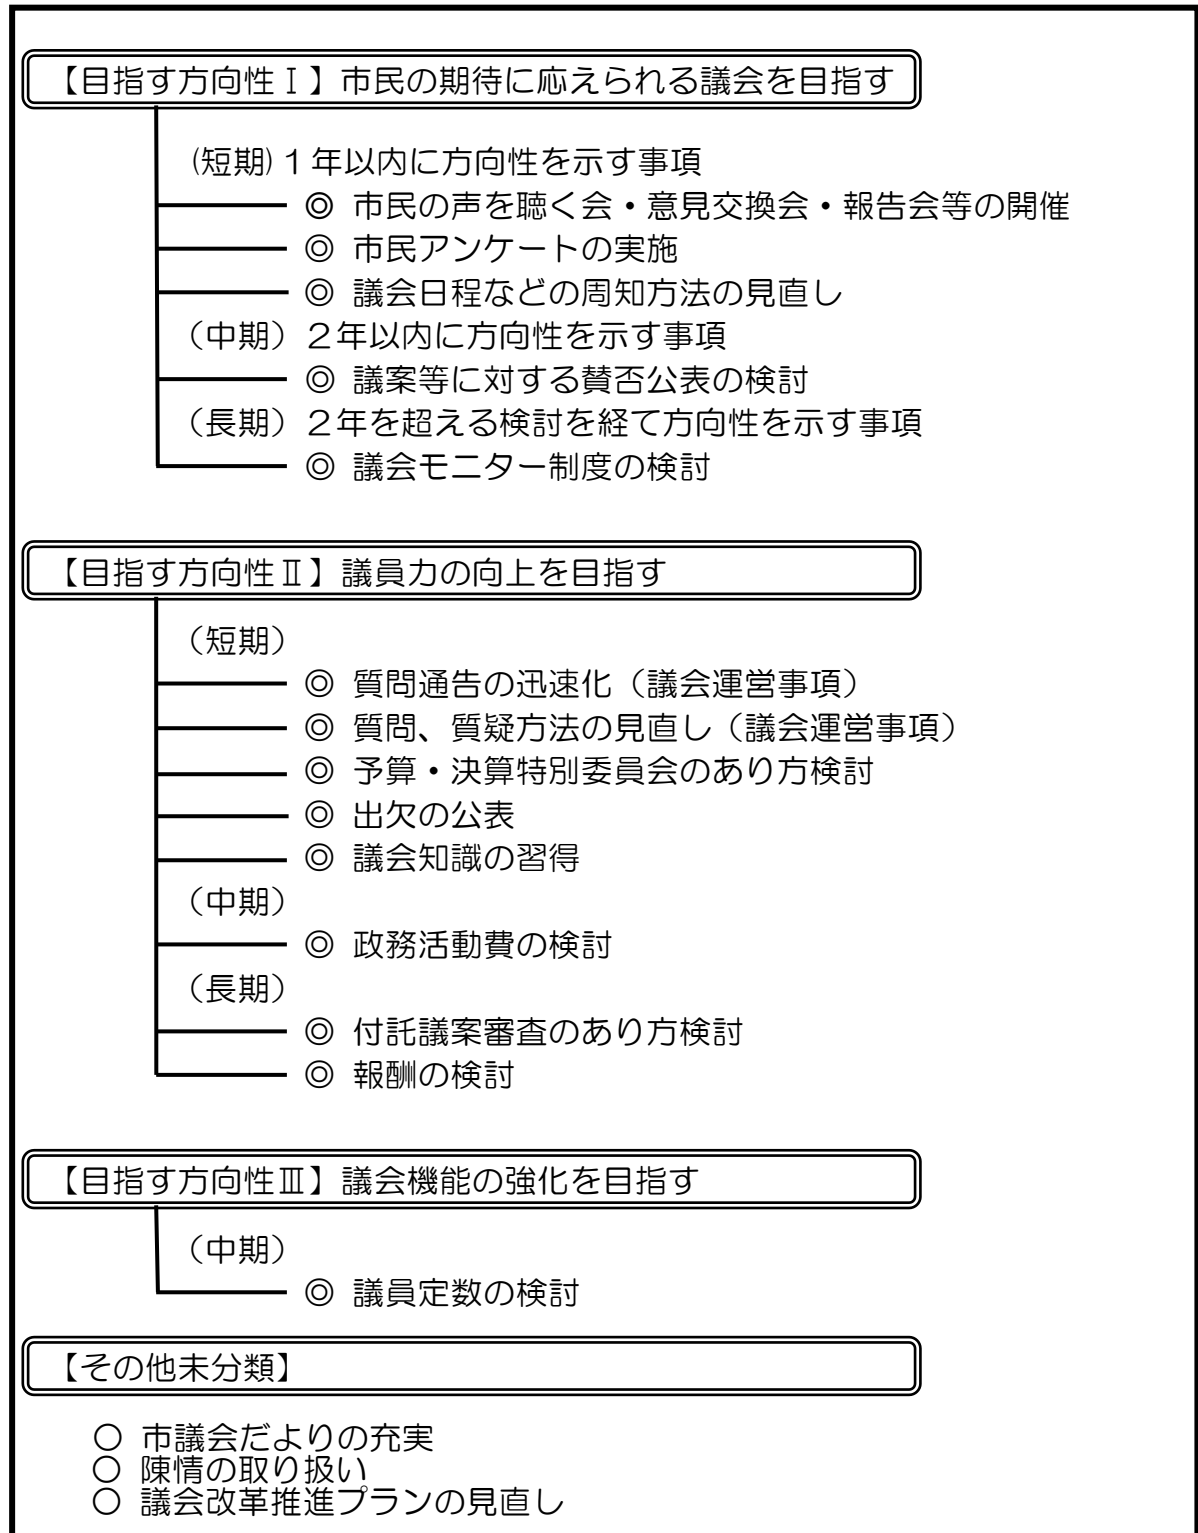 【目指す方向性Ⅰ】市民の期待に応えられる議会を目指す
(短期)１年以内に方向性を示す事項
◎ 市民の声を聴く会・意見交換会・報告会等の開催
◎ 市民アンケートの実施
◎ 議会日程などの周知方法の見直し
（中期）２年以内に方向性を示す事項
◎ 議案等に対する賛否公表の検討
（長期）２年を超える検討を経て方向性を示す事項
◎ 議会モニター制度の検討
【目指す方向性Ⅱ】議員力の向上を目指す
（短期）
◎ 質問通告の迅速化（議会運営事項）
◎ 質問、質疑方法の見直し（議会運営事項）
◎ 予算・決算特別委員会のあり方検討
◎ 出欠の公表
◎ 議会知識の習得
（中期）
◎ 政務活動費の検討
（長期）
◎ 付託議案審査のあり方検討
◎ 報酬の検討
【目指す方向性Ⅲ】議会機能の強化を目指す
（中期）
◎ 議員定数の検討
【その他未分類】
○ 市議会だよりの充実
○ 陳情の取り扱い
○ 議会改革推進プランの見直し